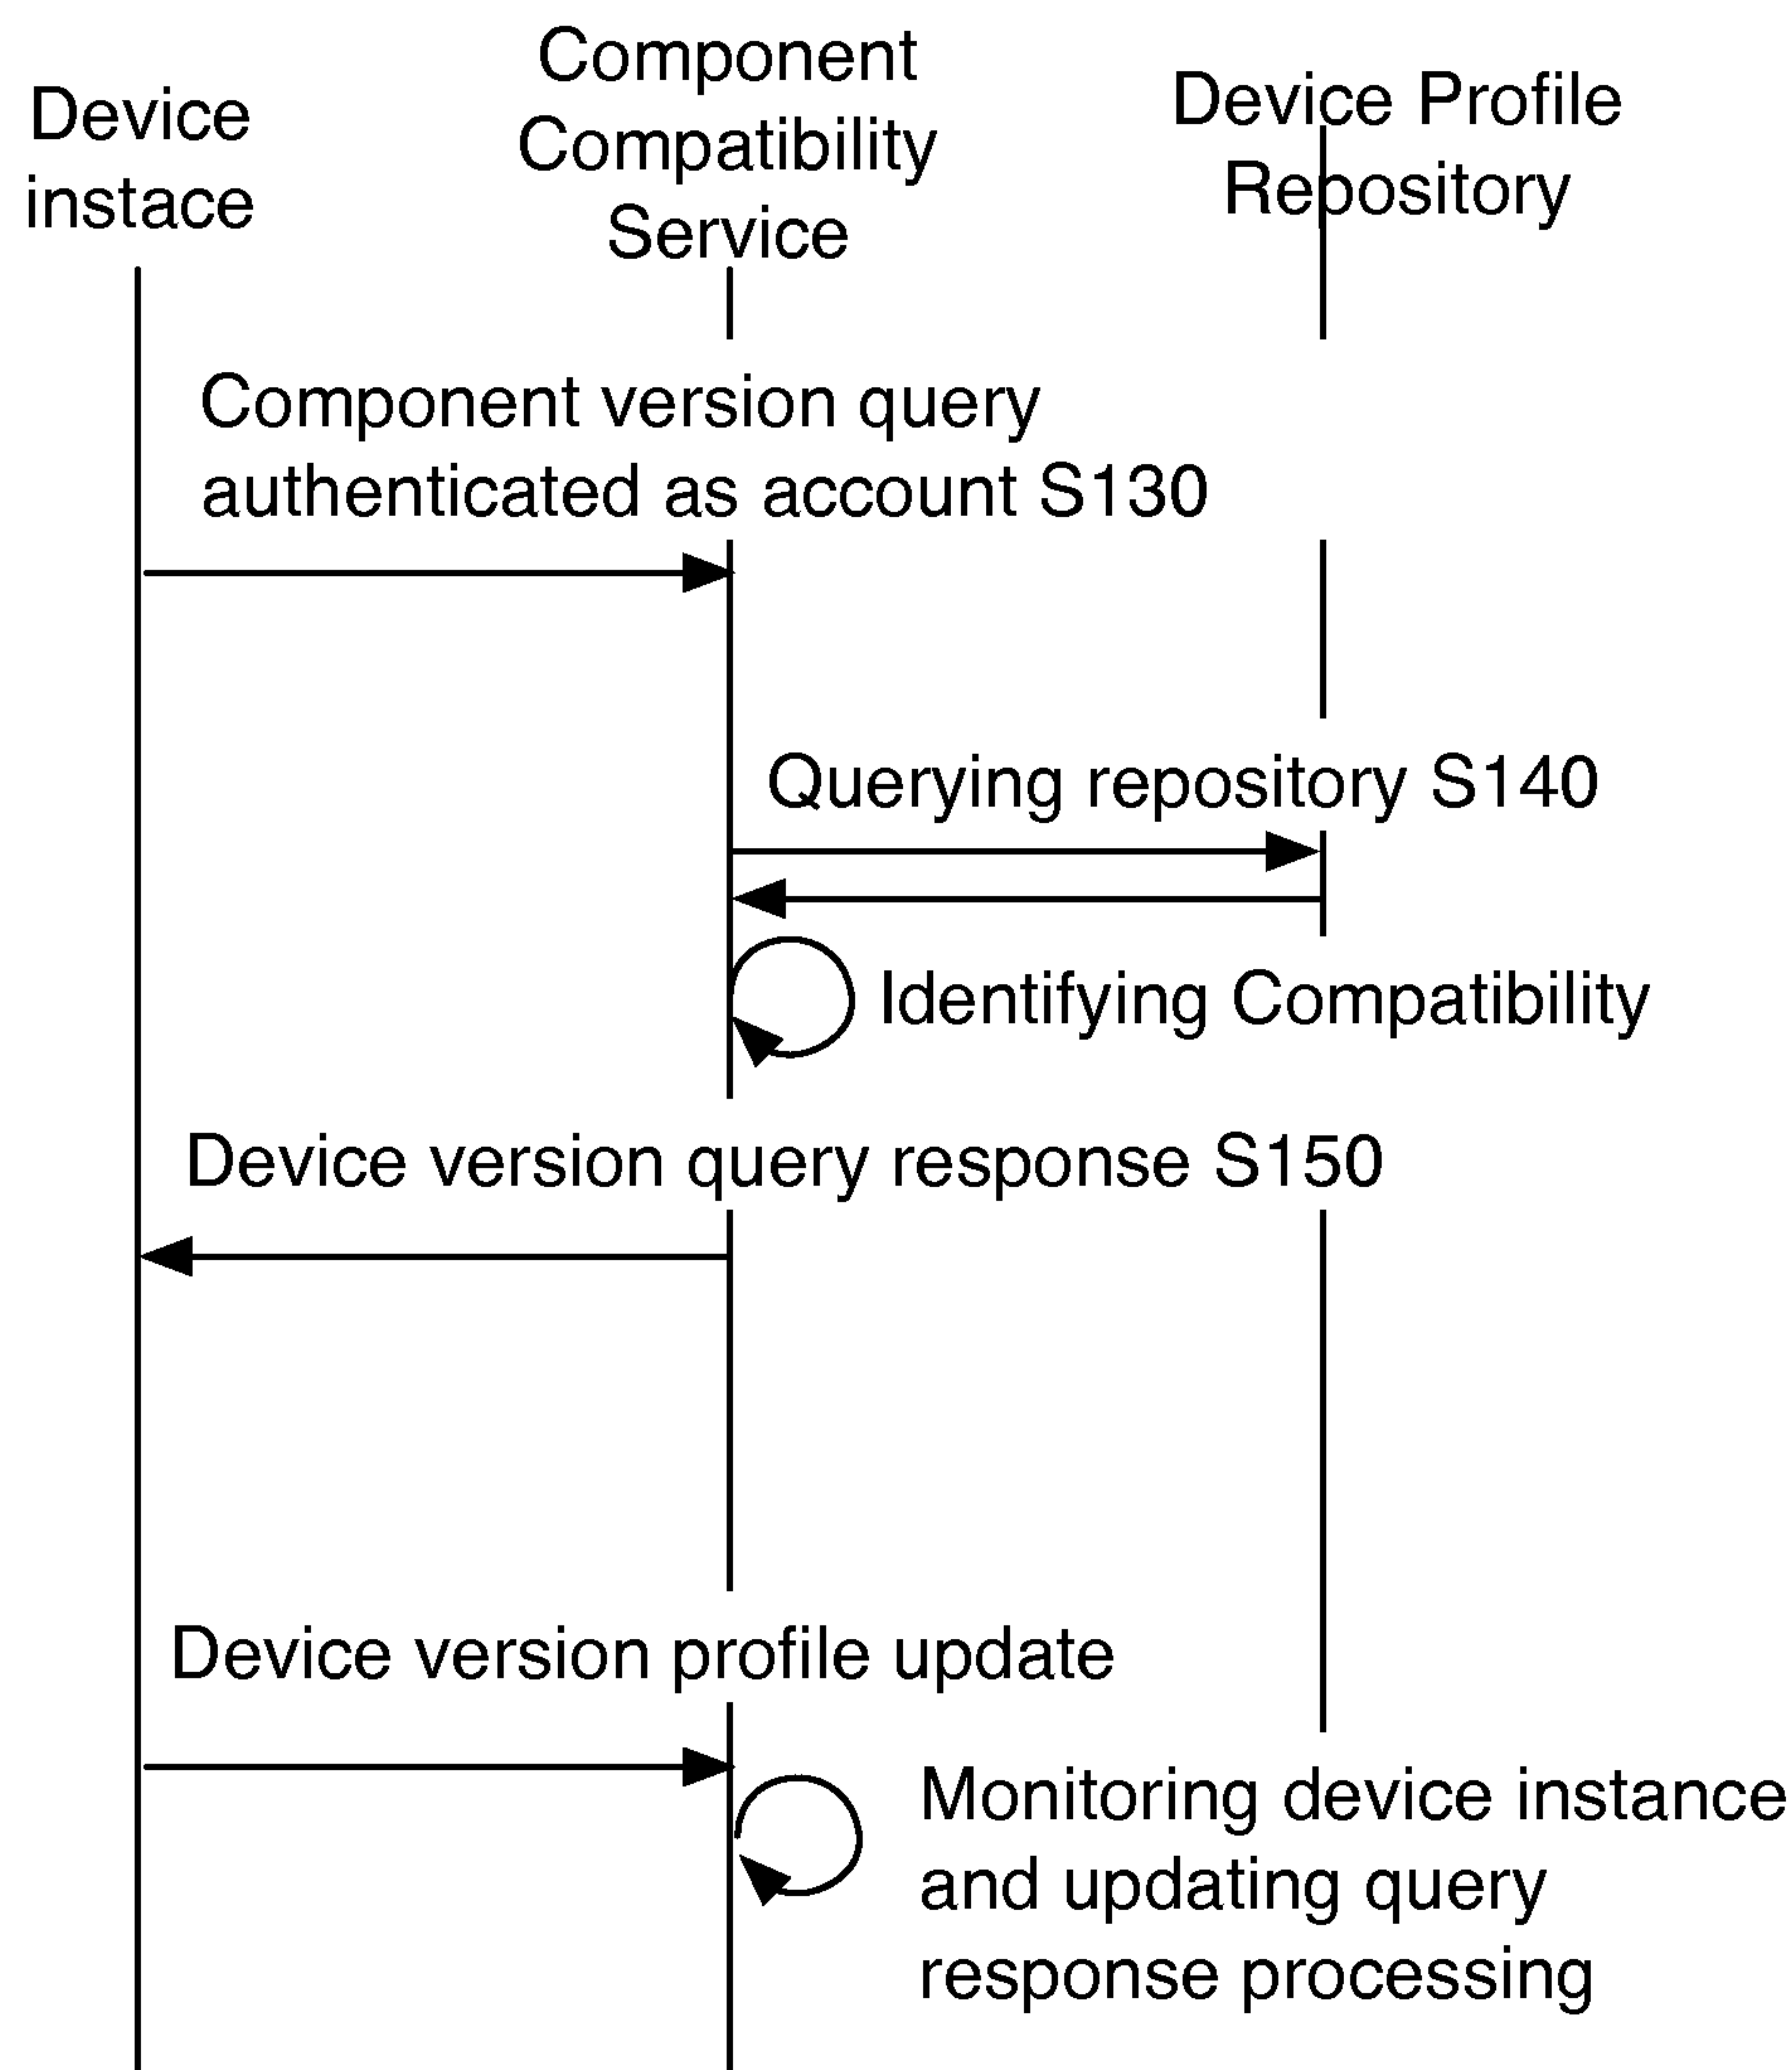 Device
instace
Component
Compatibility
Service
Device Profile
Repository
Component version query
authenticated as account S130
Querying repository S140
Identifying Compatibility
Device version query response S150
Device version profile update
Monitoring device instance
and updating query
response processing